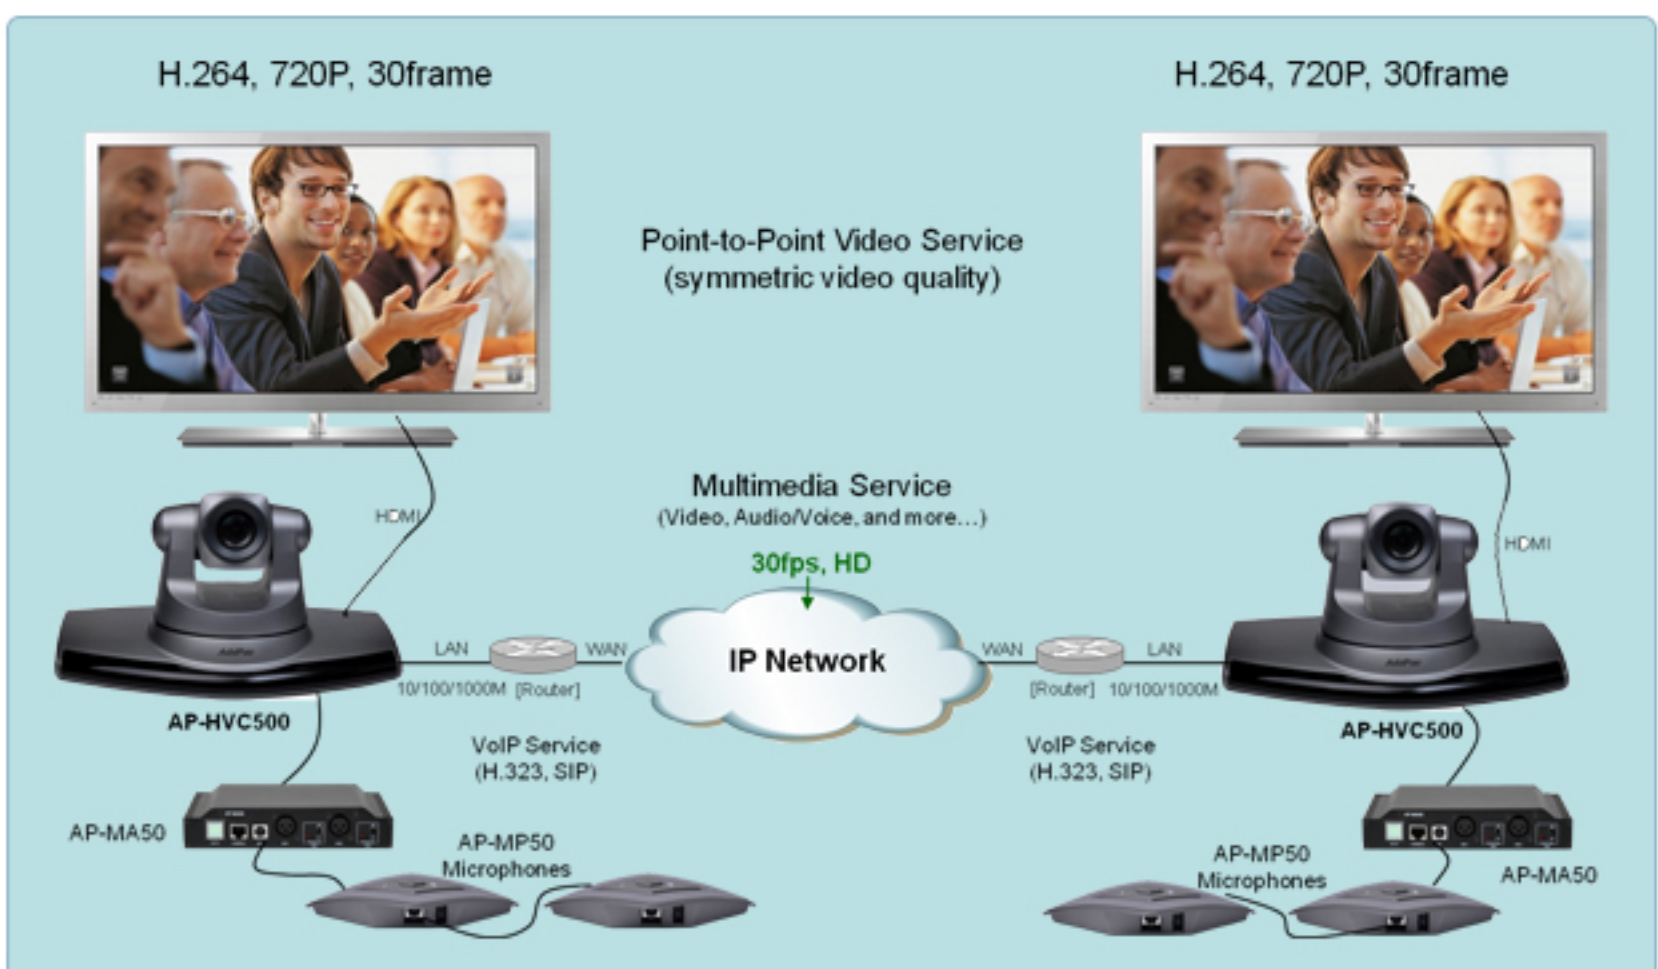 H.264, 720P, 30frame
H.264, 720P, 30frame
Point-to-Point Video Service
(symmetric video quality)
Multimedia Service
(Video, Audio/Voice, and more...)
30fps, HD
HDMI
HDMI
IP Network
LAN
WAN
WAN
LAN
10/100/1000M
[Router]
[Router]
10/100/1000M
AP-HVC500
AP-HVC500
VoIP Service
(H.323, SIP)
VoIP Service
(H.323, SIP)
AP-MA50
AP-MP50
Microphones
AP-MP50
Microphones
AP-MA50